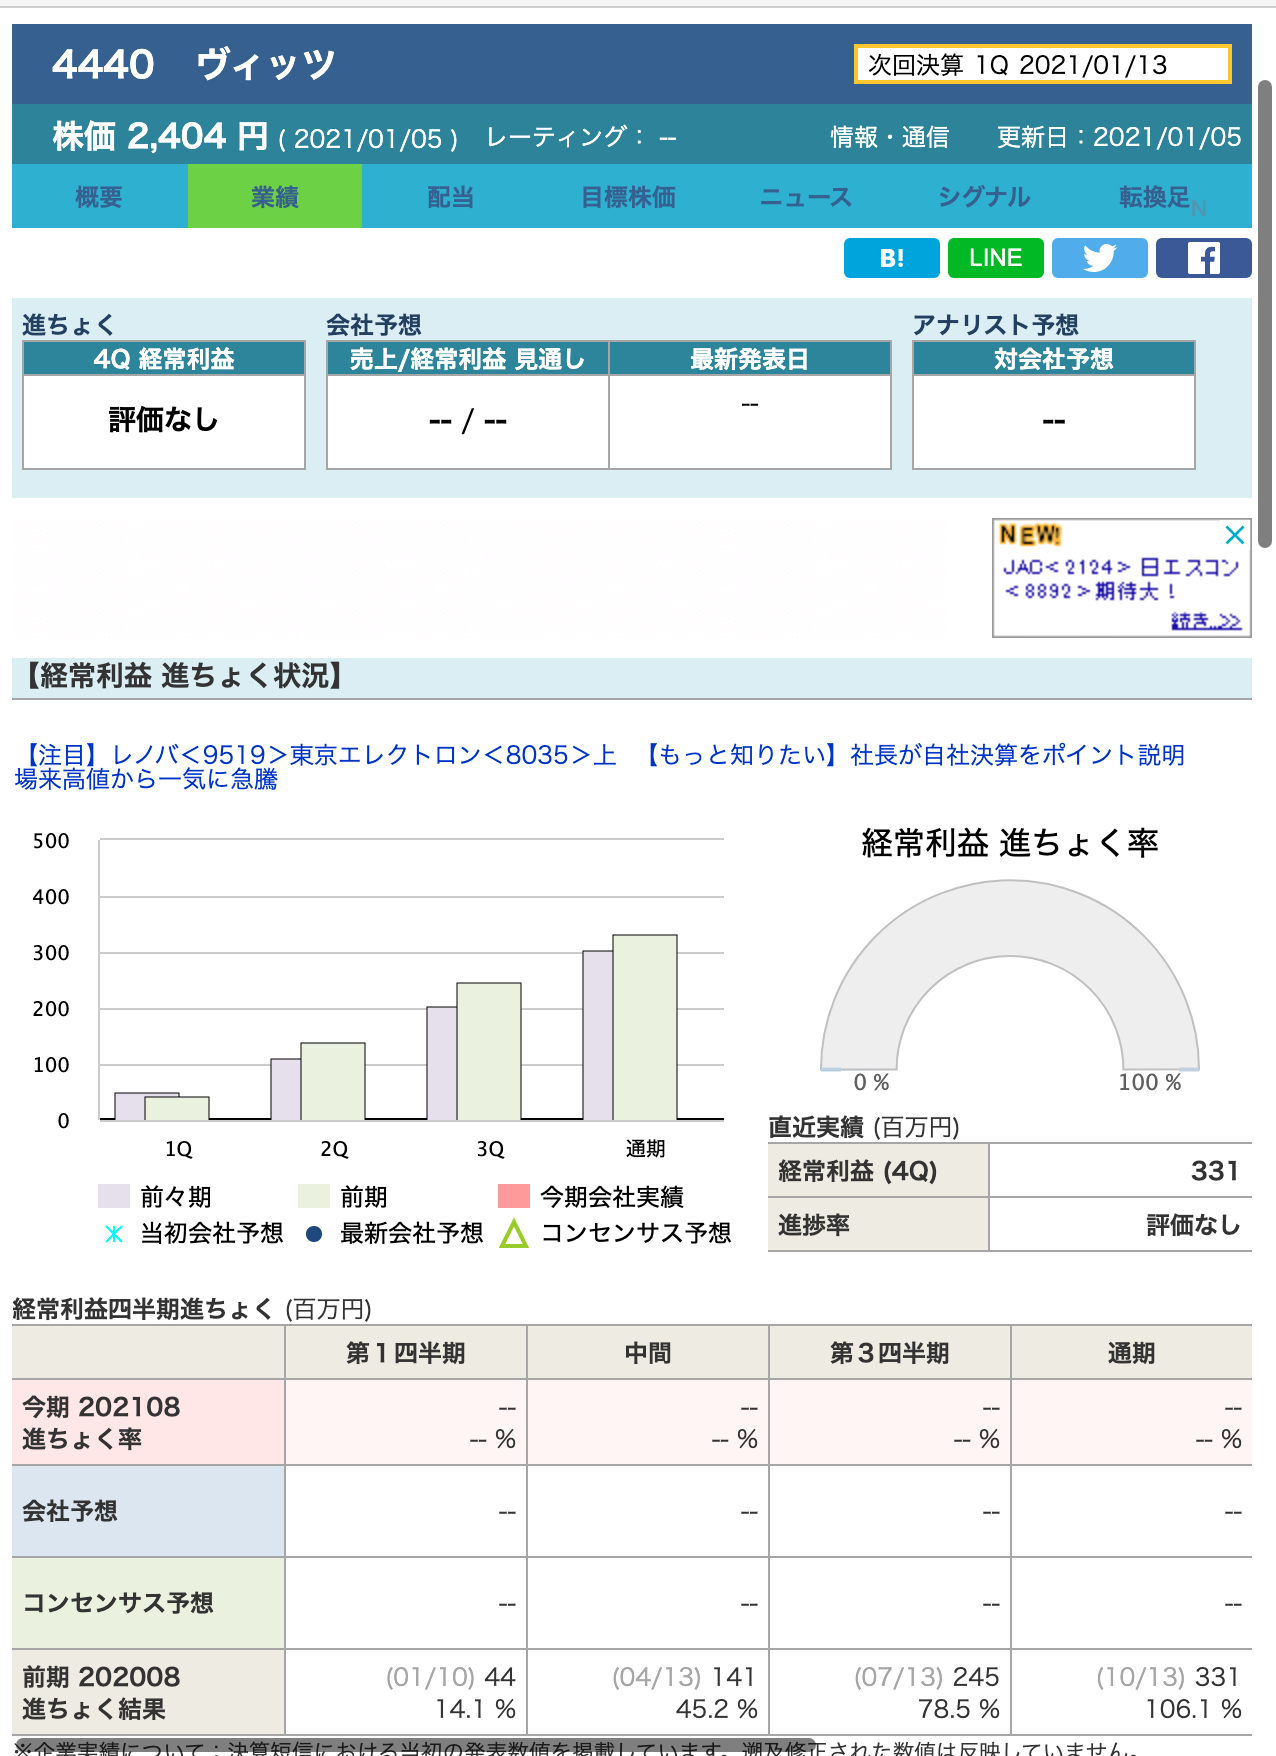 4440 ヴィッツ
次回決算 1Q 2021/01/13
株価 2,404 円 ( 2021/01/05 ) レーティング： -- 情報・通信 更新日：2021/01/05
概要 業績 配当 目標株価 ニュース シグナル 転換足 N
B! LINE
進ちょく 会社予想 アナリスト予想
4Q 経常利益 売上/経常利益 見通し 最新発表日 対会社予想
評価なし -- / -- -- --
NEW!
JAC<2124> 日エスコン
<8892>期待大！
続き..>>
【経常利益 進ちょく状況】
【注目】レノバ＜9519＞東京エレクトロン＜8035＞上
場来高値から一気に急騰
【もっと知りたい】社長が自社決算をポイント説明
500
400
300
200
100
0
1Q 2Q 3Q 通期
前々期 前期 今期会社実績
当初会社予想 最新会社予想 コンセンサス予想
経常利益 進ちょく率
0 % 100 %
直近実績 (百万円)
経常利益 (4Q) 331
進捗率 評価なし
経常利益四半期進ちょく (百万円)
第１四半期 中間 第３四半期 通期
今期 202108 -- -- -- --
進ちょく率 -- % -- % -- % -- %
会社予想 -- -- -- --
コンセンサス予想 -- -- -- --
前期 202008 (01/10) 44 (04/13) 141 (07/13) 245 (10/13) 331
進ちょく結果 14.1 % 45.2 % 78.5 % 106.1 %
※企業実績について：決算短信における当初の発表数値を掲載しています。遡及修正された数値は反映していません。